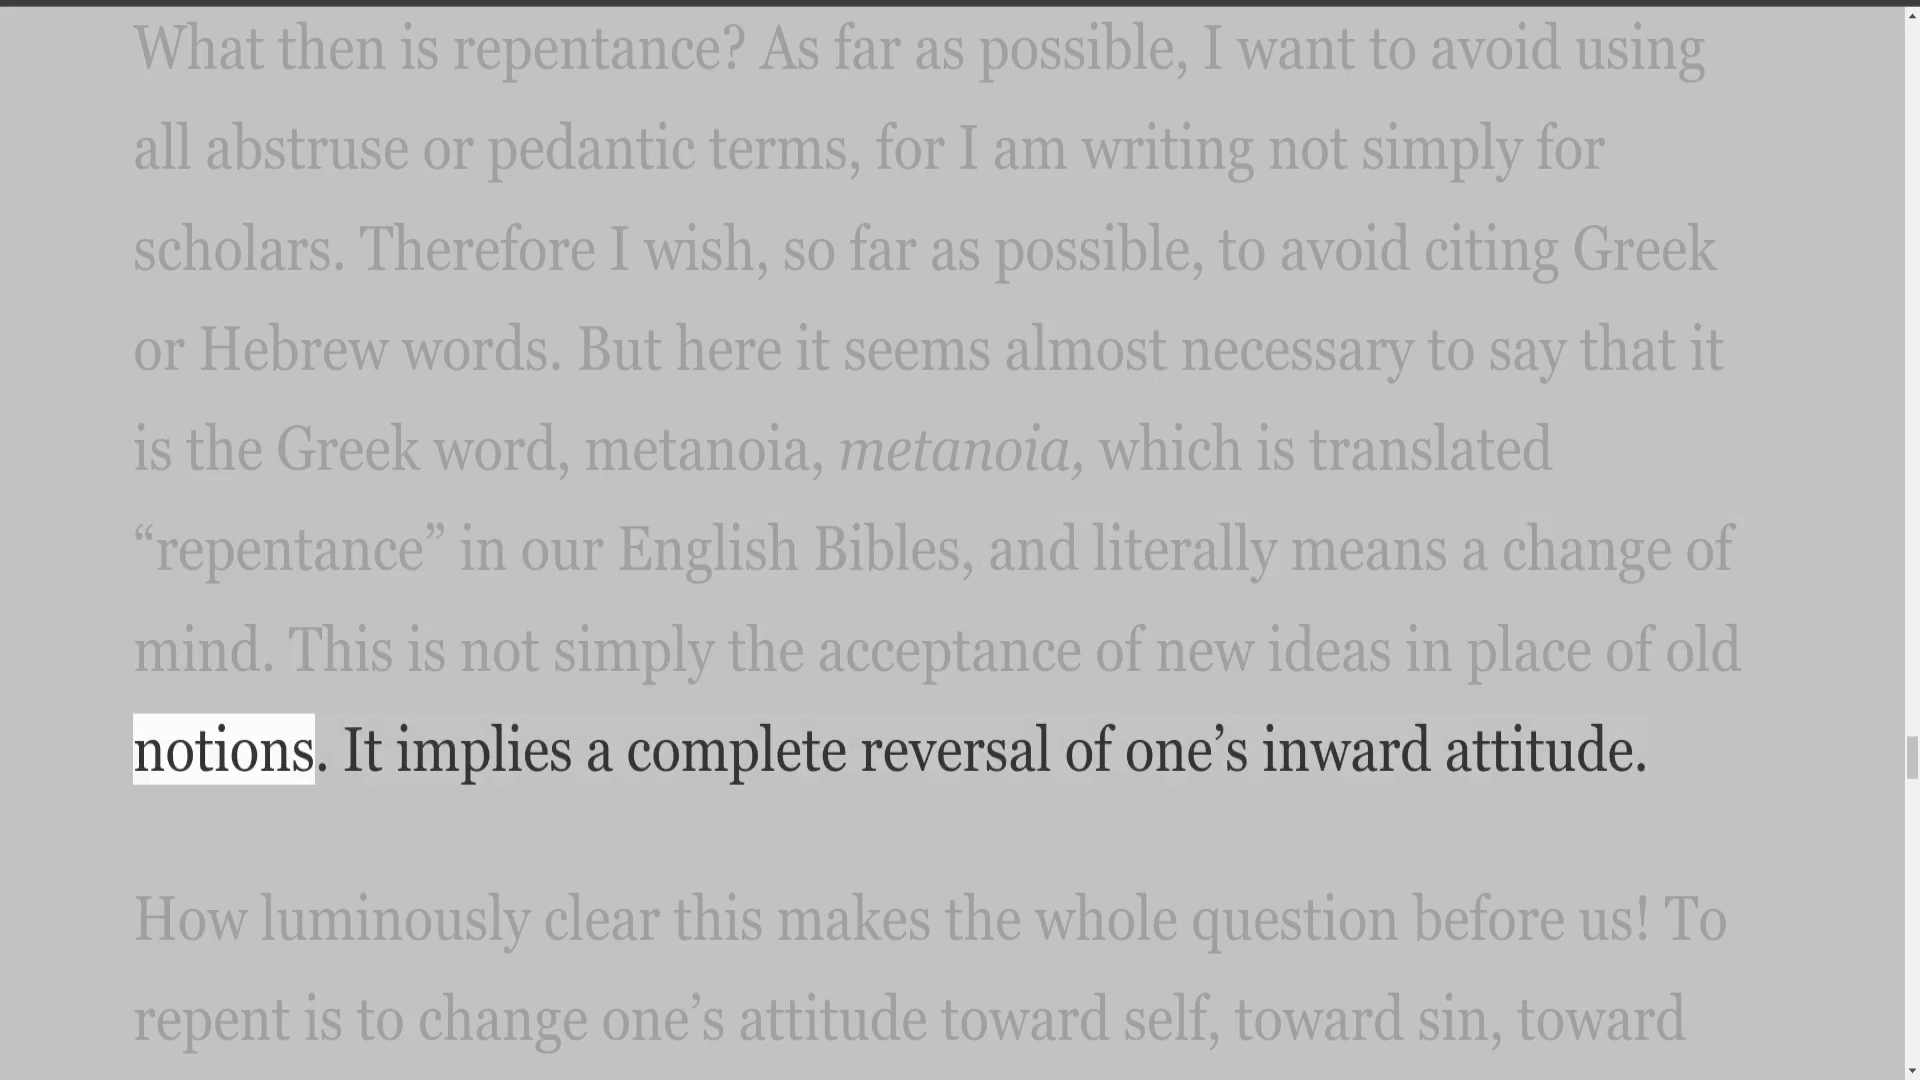 What then is repentance? As far as possible, I want to avoid using
all abstruse or pedantic terms, for I am writing not simply for
scholars. Therefore I wish, so far as possible, to avoid citing Greek
or Hebrew words. But here it seems almost necessary to say that it
is the Greek word, metanoia, metanoia, which is translated
“repentance” in our English Bibles, and literally means a change of
mind. This is not simply the acceptance of new ideas in place of old
notions. It implies a complete reversal of one’s inward attitude.
How luminously clear this makes the whole question before us! To
repent is to change one’s attitude toward self, toward sin, toward